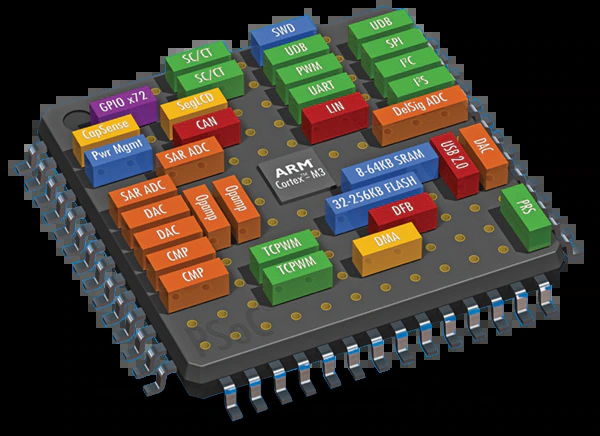 SWD
UDB
SC/CT
UDB
SPI
SC/CT
PWM
I²C
UART
I²S
GPIO x72
SegLCD
LIN
DelSig ADC
CapSense
CAN
Pwr Mgmt
SAR ADC
ARM
Cortex™-M3
8-64KB SRAM
USB 2.0
DAC
SAR ADC
Opamp
Opamp
32-256KB FLASH
DAC
DFB
PRS
DAC
TCPWM
DMA
CMP
TCPWM
CMP
PSoC